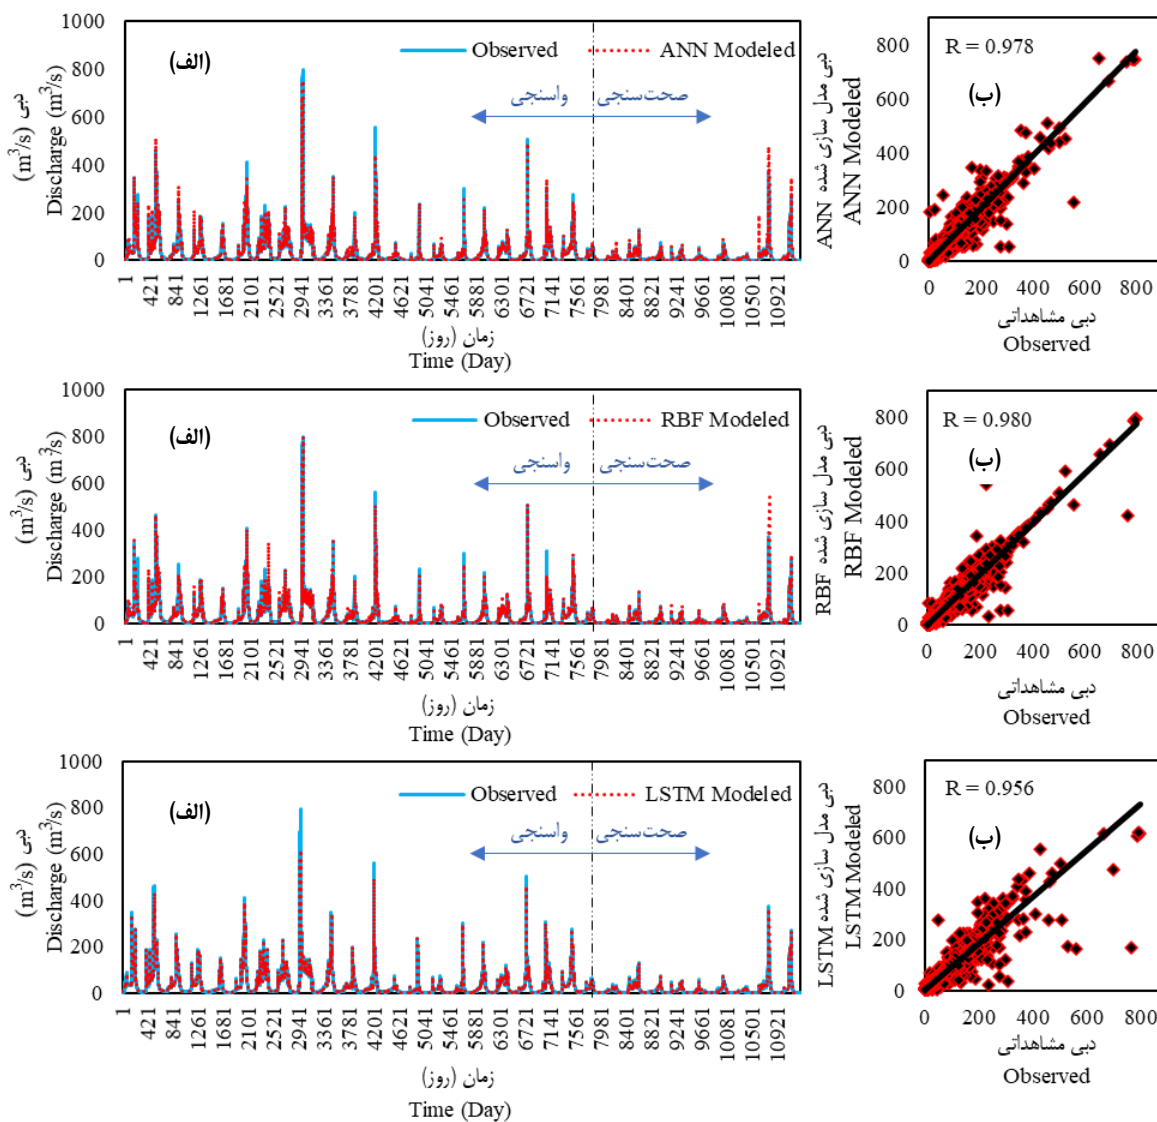 1000
800
600
400
200
0
دبی (m³/s)
Discharge (m³/s)
(الف)
Observed
ANN Modeled
واسنجی
صحت‌سنجی
1 421 841 1261 1681 2101 2521 2941 3361 3781 4201 4621 5041 5461 5881 6301 6721 7141 7561 7981 8401 8821 9241 9661 10081 10501 10921
زمان (روز)
Time (Day)
دبی مدل سازی شده ANN
ANN Modeled
800
600
400
200
0
R = 0.978
(ب)
0 200 400 600 800
دبی مشاهداتی
Observed
1000
800
600
400
200
0
دبی (m³/s)
Discharge (m³/s)
(الف)
Observed
RBF Modeled
واسنجی
صحت‌سنجی
1 421 841 1261 1681 2101 2521 2941 3361 3781 4201 4621 5041 5461 5881 6301 6721 7141 7561 7981 8401 8821 9241 9661 10081 10501 10921
زمان (روز)
Time (Day)
دبی مدل سازی شده RBF
RBF Modeled
800
600
400
200
0
R = 0.980
(ب)
0 200 400 600 800
دبی مشاهداتی
Observed
1000
800
600
400
200
0
دبی (m³/s)
Discharge (m³/s)
(الف)
Observed
LSTM Modeled
واسنجی
صحت‌سنجی
1 421 841 1261 1681 2101 2521 2941 3361 3781 4201 4621 5041 5461 5881 6301 6721 7141 7561 7981 8401 8821 9241 9661 10081 10501 10921
زمان (روز)
Time (Day)
دبی مدل سازی شده LSTM
LSTM Modeled
800
600
400
200
0
R = 0.956
(ب)
0 200 400 600 800
دبی مشاهداتی
Observed